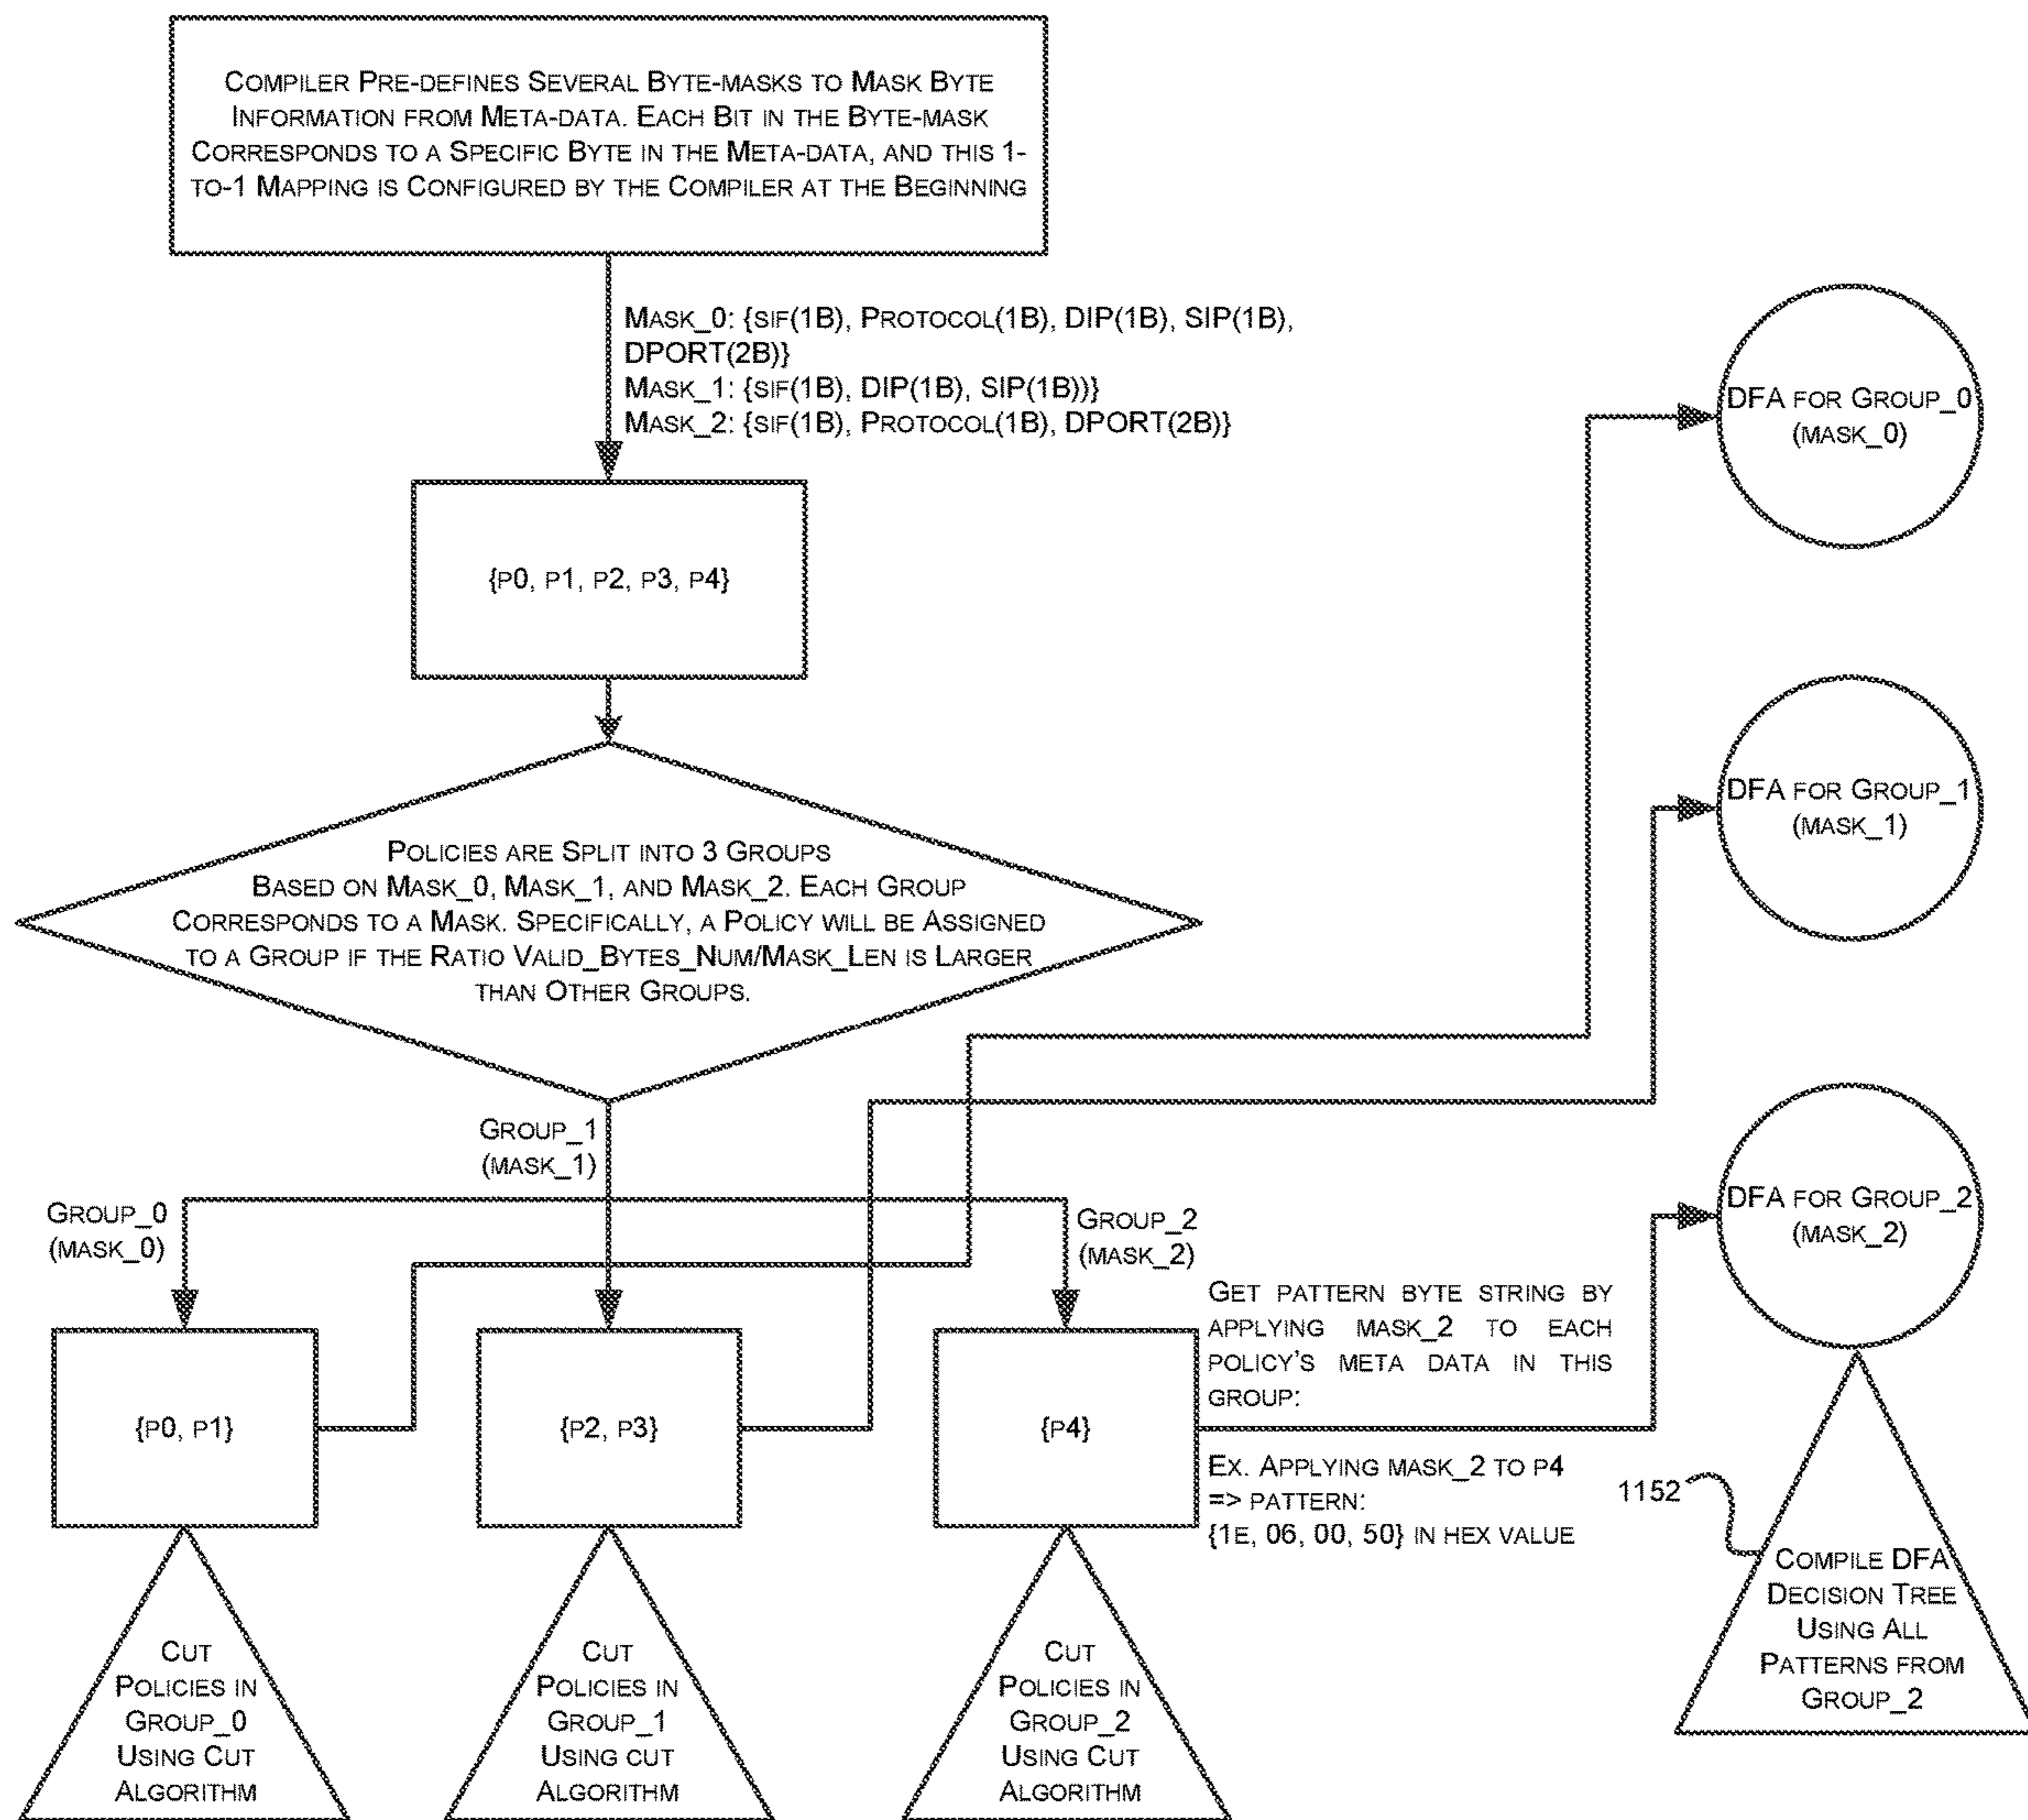 COMPILER PRE-DEFINES SEVERAL BYTE-MASKS TO MASK BYTE
INFORMATION FROM META-DATA. EACH BIT IN THE BYTE-MASK
CORRESPONDS TO A SPECIFIC BYTE IN THE META-DATA, AND THIS 1-
TO-1 MAPPING IS CONFIGURED BY THE COMPILER AT THE BEGINNING
MASK_0: {SIF(1B), PROTOCOL(1B), DIP(1B), SIP(1B),
DPORT(2B)}
MASK_1: {SIF(1B), DIP(1B), SIP(1B))}
MASK_2: {SIF(1B), PROTOCOL(1B), DPORT(2B)}
{P0, P1, P2, P3, P4}
POLICIES ARE SPLIT INTO 3 GROUPS
BASED ON MASK_0, MASK_1, AND MASK_2. EACH GROUP
CORRESPONDS TO A MASK. SPECIFICALLY, A POLICY WILL BE ASSIGNED
TO A GROUP IF THE RATIO VALID_BYTES_NUM/MASK_LEN IS LARGER
THAN OTHER GROUPS.
GROUP_0
(MASK_0)
GROUP_1
(MASK_1)
GROUP_2
(MASK_2)
{P0, P1}
{P2, P3}
{P4}
GET PATTERN BYTE STRING BY
APPLYING MASK_2 TO EACH
POLICY'S META DATA IN THIS
GROUP:
EX. APPLYING MASK_2 TO P4
=> PATTERN:
{1E, 06, 00, 50} IN HEX VALUE
CUT
POLICIES IN
GROUP_0
USING CUT
ALGORITHM
CUT
POLICIES IN
GROUP_1
USING CUT
ALGORITHM
CUT
POLICIES IN
GROUP_2
USING CUT
ALGORITHM
DFA FOR GROUP_0
(MASK_0)
DFA FOR GROUP_1
(MASK_1)
DFA FOR GROUP_2
(MASK_2)
1152
COMPILE DFA
DECISION TREE
USING ALL
PATTERNS FROM
GROUP_2